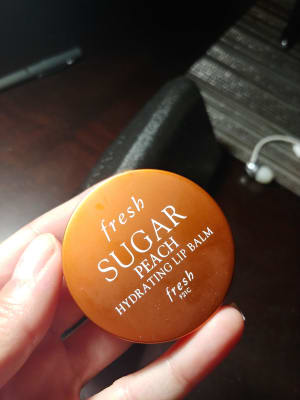 fresh
SUGAR
PEACH
HYDRATING LIP BALM
fresh